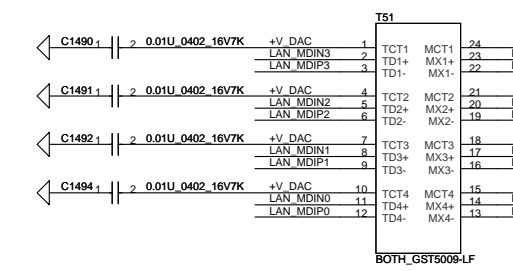 T51
C1490 1 2 0.01U_0402_16V7K +V_DAC 1 TCT1 MCT1 24
LAN_MDIN3 2 TD1+ MX1+ 23
LAN_MDIP3 3 TD1- MX1- 22
C1491 1 2 0.01U_0402_16V7K +V_DAC 4 TCT2 MCT2 21
LAN_MDIN2 5 TD2+ MX2+ 20
LAN_MDIP2 6 TD2- MX2- 19
C1492 1 2 0.01U_0402_16V7K +V_DAC 7 TCT3 MCT3 18
LAN_MDIN1 8 TD3+ MX3+ 17
LAN_MDIP1 9 TD3- MX3- 16
C1494 1 2 0.01U_0402_16V7K +V_DAC 10 TCT4 MCT4 15
LAN_MDIN0 11 TD4+ MX4+ 14
LAN_MDIP0 12 TD4- MX4- 13
BOTH_GST5009-LF